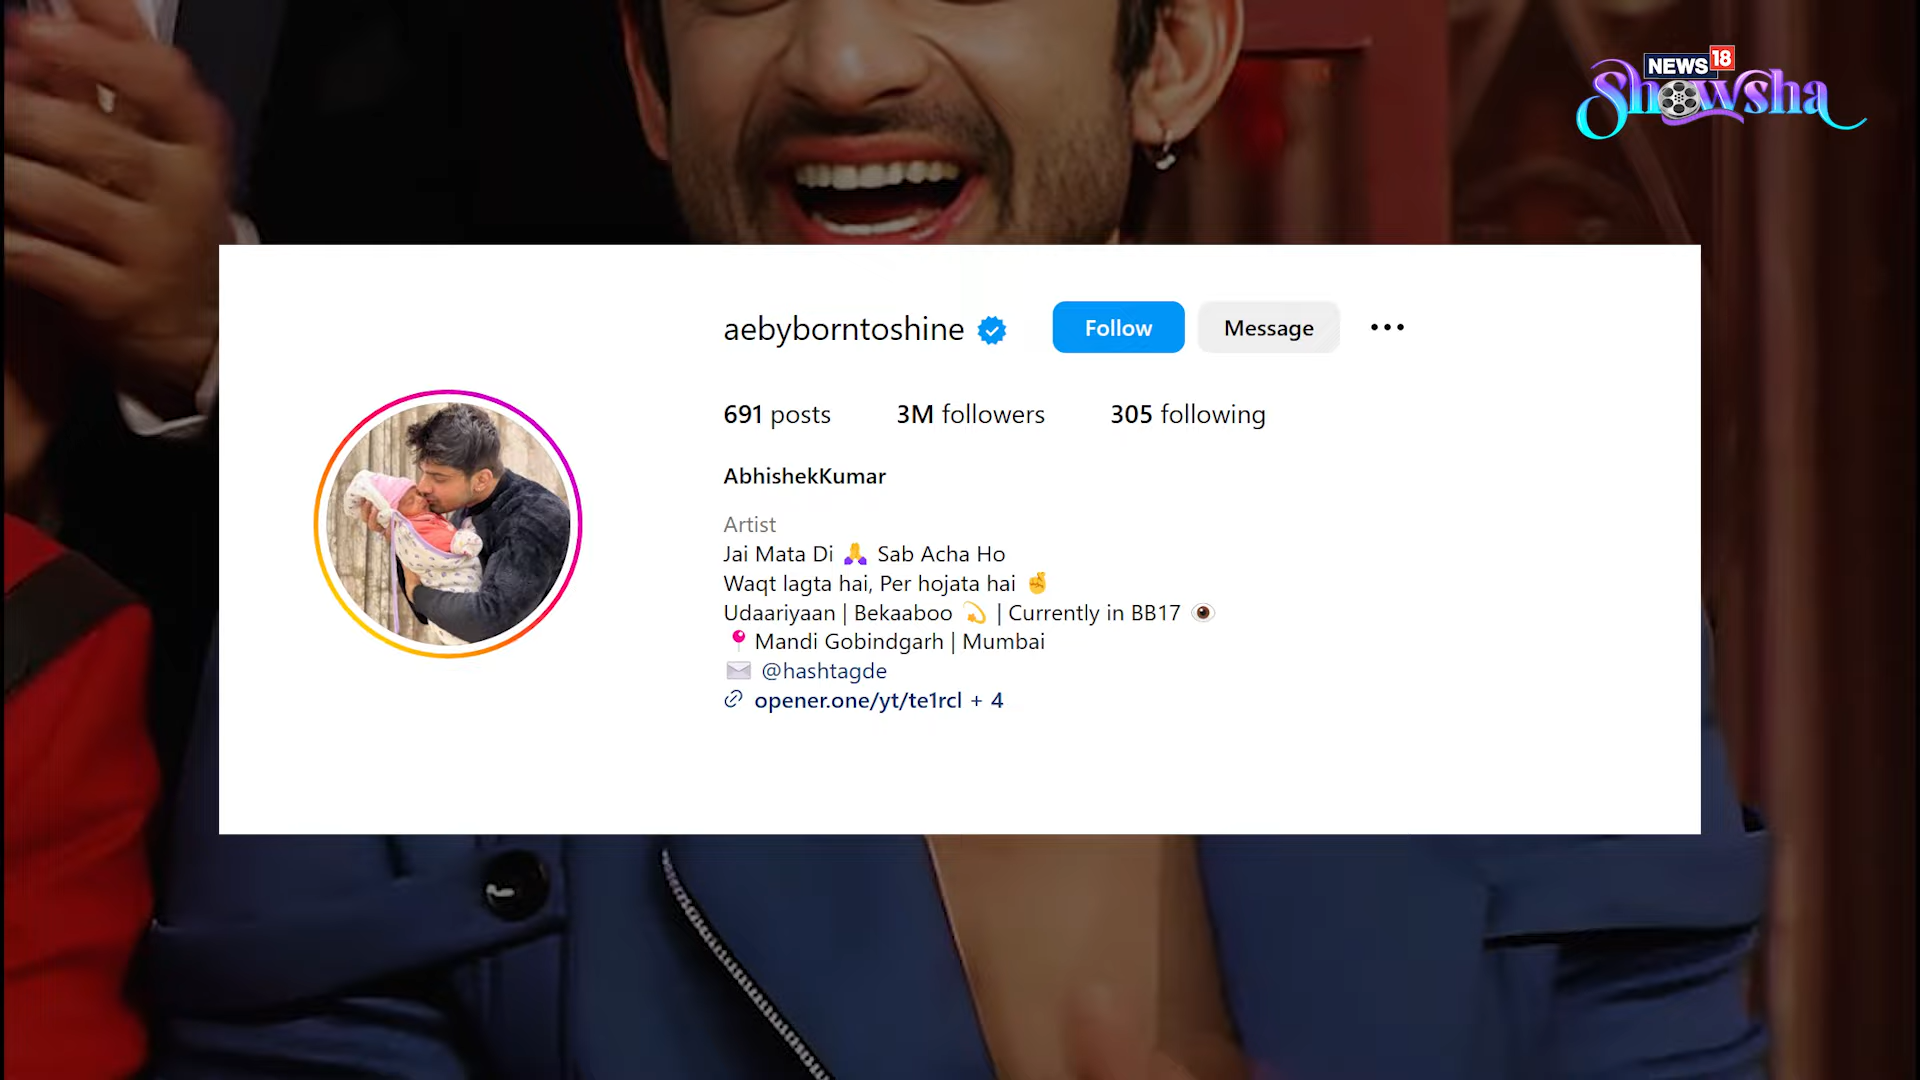 NEWS 18
Showsha
aebyborntoshine Follow Message
691 posts 3M followers 305 following
AbhishekKumar
Artist
Jai Mata Di 🙏 Sab Acha Ho
Waqt lagta hai, Per hojata hai 🤞
Udaariyaan | Bekaaboo 💫 | Currently in BB17 👁️
📍 Mandi Gobindgarh | Mumbai
✉️ @hashtagde
opener.one/yt/te1rcl + 4